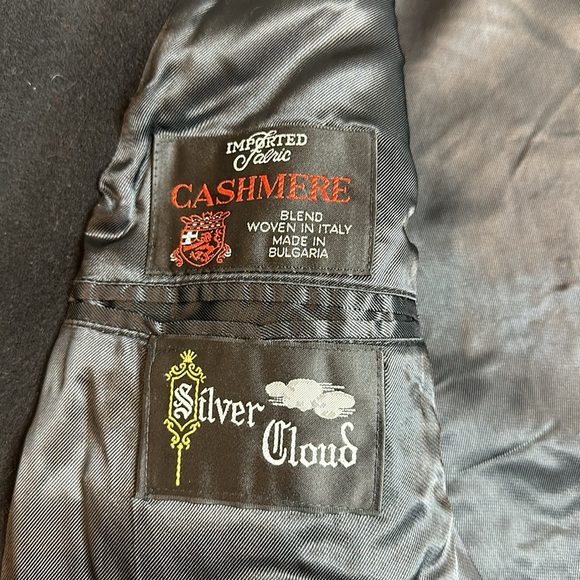 IMPORTED
Fabric
CASHMERE
BLEND
WOVEN IN ITALY
MADE IN
BULGARIA
Silver
Cloud